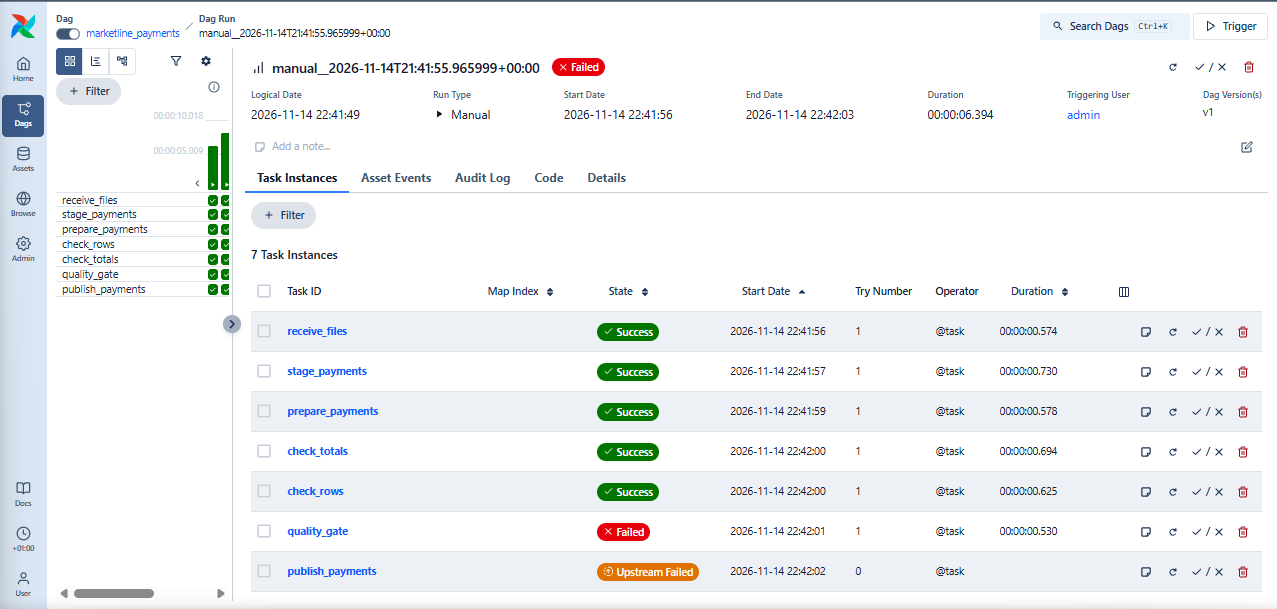 Dag
marketline_payments
/
Dag Run
manual__2026-11-14T21:41:55.965999+00:00
Search Dags Ctrl+K
Trigger
Home
Dags
Assets
Browse
Admin
Docs
+01:00
User
+ Filter
00:00:10.018
00:00:05.009
receive_files
stage_payments
prepare_payments
check_rows
check_totals
quality_gate
publish_payments
manual__2026-11-14T21:41:55.965999+00:00 Failed
Logical Date Run Type Start Date End Date Duration Triggering User Dag Version(s)
2026-11-14 22:41:49 Manual 2026-11-14 22:41:56 2026-11-14 22:42:03 00:00:06.394 admin v1
Add a note...
Task Instances Asset Events Audit Log Code Details
+ Filter
7 Task Instances
Task ID Map Index State Start Date Try Number Operator Duration
receive_files Success 2026-11-14 22:41:56 1 @task 00:00:00.574
stage_payments Success 2026-11-14 22:41:57 1 @task 00:00:00.730
prepare_payments Success 2026-11-14 22:41:59 1 @task 00:00:00.578
check_totals Success 2026-11-14 22:42:00 1 @task 00:00:00.694
check_rows Success 2026-11-14 22:42:00 1 @task 00:00:00.625
quality_gate Failed 2026-11-14 22:42:01 1 @task 00:00:00.530
publish_payments Upstream Failed 2026-11-14 22:42:02 0 @task